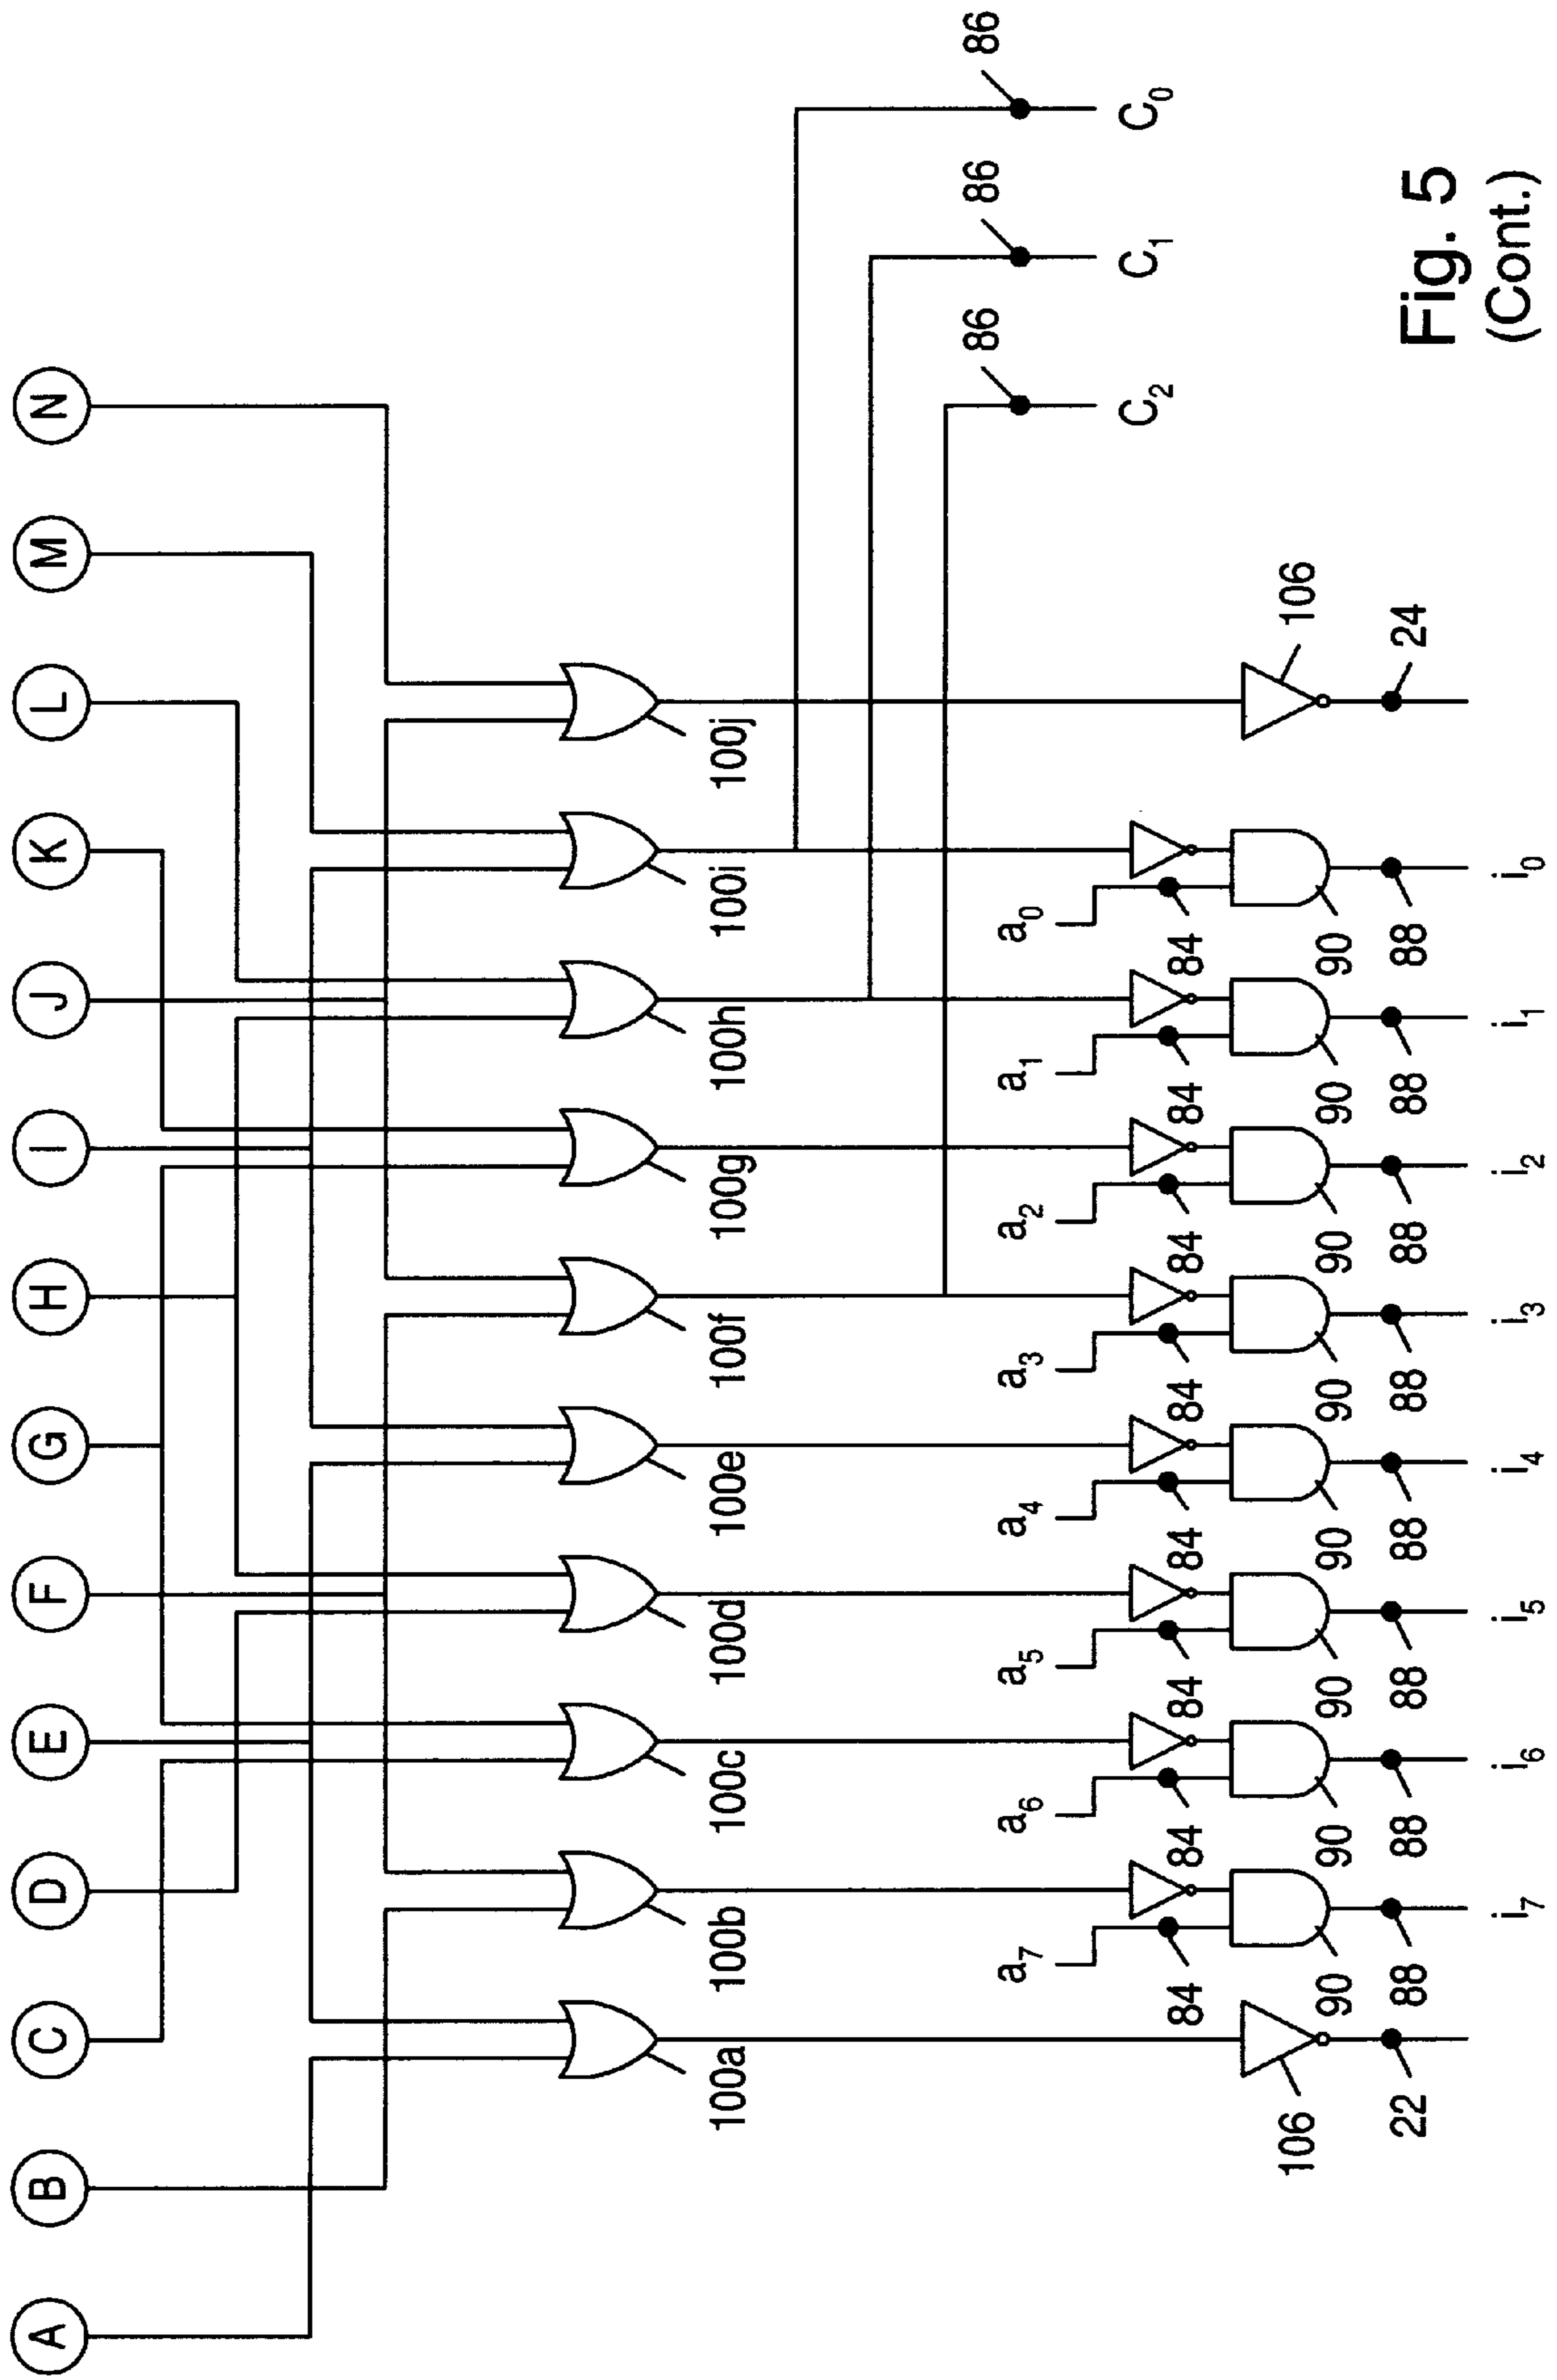 A B C D E F G H I J K L M N
100a 100b 100c 100d 100e 100f 100g 100h 100i 100j
86 86 86
C2 C1 C0
a7 a6 a5 a4 a3 a2 a1 a0
84 84 84 84 84 84 84 84
106 90 90 90 90 90 90 90 90 106
22 88 88 88 88 88 88 88 88 24
i7 i6 i5 i4 i3 i2 i1 i0
Fig. 5
(Cont.)